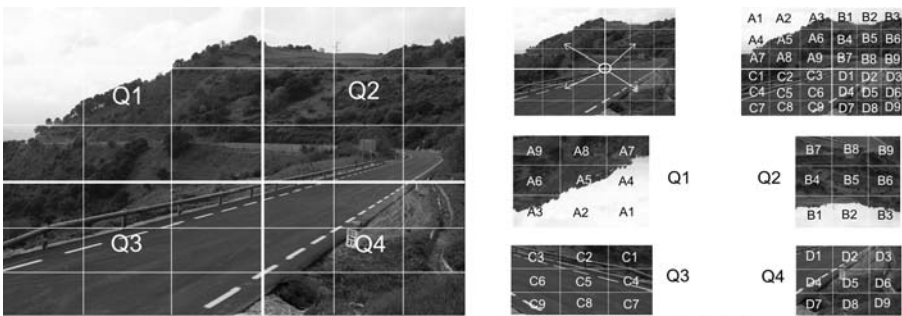 Q1
Q2
Q3
Q4
A1 A2 A3 B1 B2 B3
A4 A5 A6 B4 B5 B6
A7 A8 A9 B7 B8 B9
C1 C2 C3 D1 D2 D3
C4 C5 C6 D4 D5 D6
C7 C8 C9 D7 D8 D9
A9 A8 A7
A6 A5 A4
A3 A2 A1
Q1
Q2
B7 B8 B9
B4 B5 B6
B1 B2 B3
C3 C2 C1
C6 C5 C4
C9 C8 C7
Q3
Q4
D1 D2 D3
D4 D5 D6
D7 D8 D9